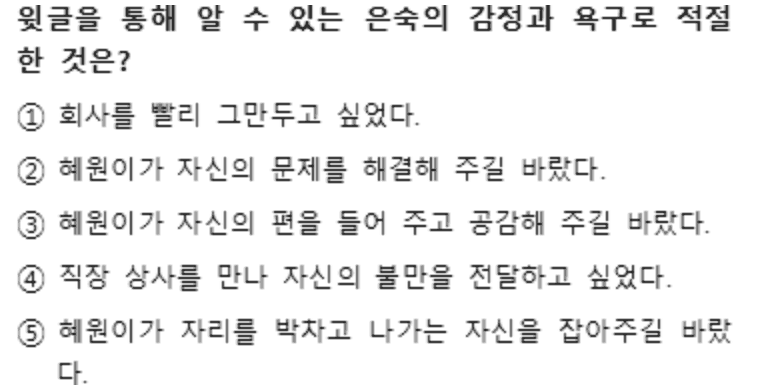 윗글을 통해 알 수 있는 은숙의 감정과 욕구로 적절
한 것은?
① 회사를 빨리 그만두고 싶었다.
② 혜원이가 자신의 문제를 해결해 주길 바랐다.
③ 혜원이가 자신의 편을 들어 주고 공감해 주길 바랐다.
④ 직장 상사를 만나 자신의 불만을 전달하고 싶었다.
⑤ 혜원이가 자리를 박차고 나가는 자신을 잡아주길 바랐
다.